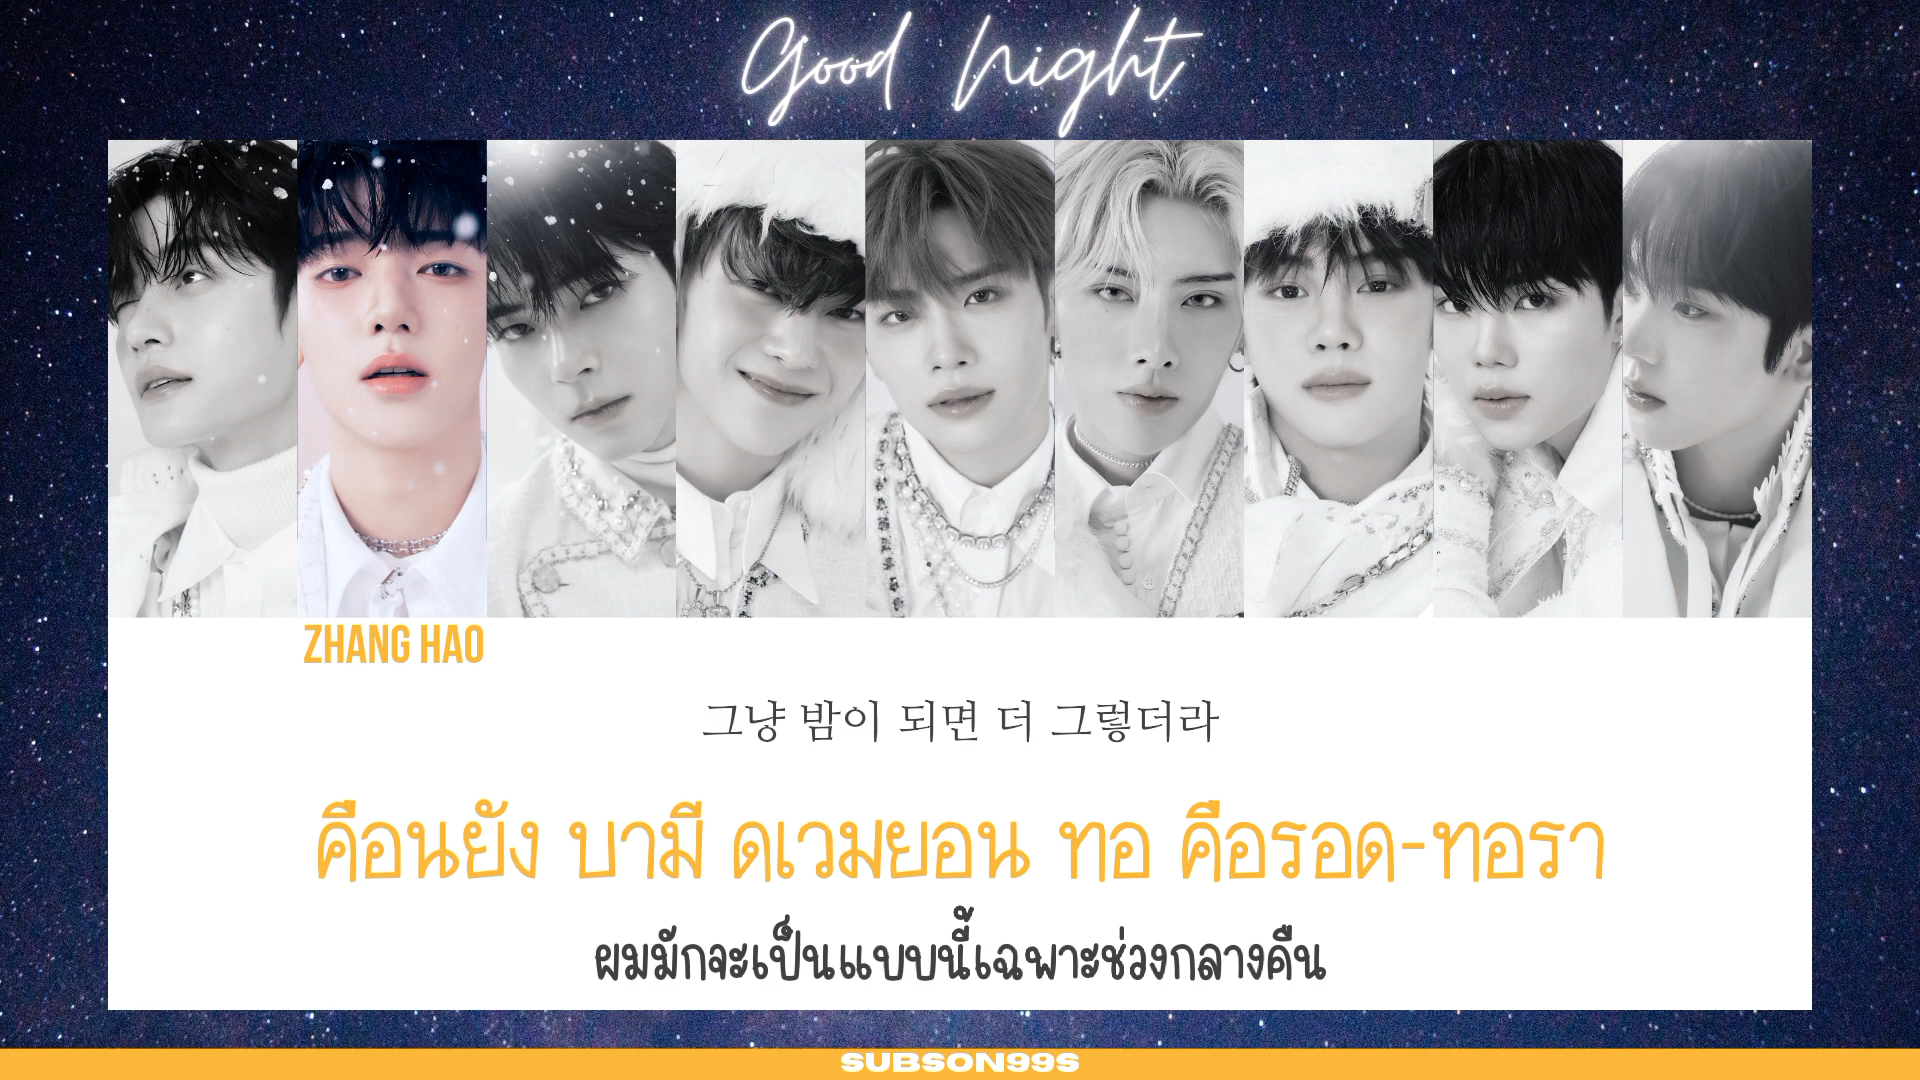 Good Night
ZHANG HAO
그냥 밤이 되면 더 그렇더라
คือนยัง บามี ดเวมยอน ทอ คือรอด-ทอรา
ผมมักจะเป็นแบบนี้เฉพาะช่วงกลางคืน
SUBSON99S